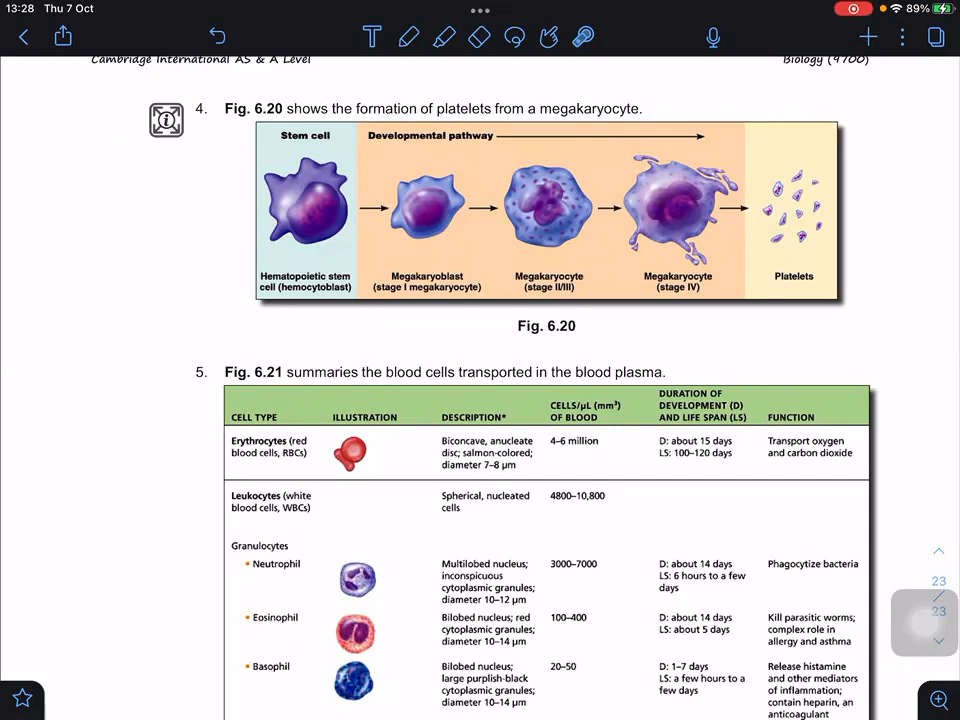 13:28 Thu 7 Oct
89%
Cambridge International AS & A Level
Biology (9700)
4. Fig. 6.20 shows the formation of platelets from a megakaryocyte.
Stem cell
Developmental pathway
Hematopoietic stem
cell (hemocytoblast)
Megakaryoblast
(stage I megakaryocyte)
Megakaryocyte
(stage II/III)
Megakaryocyte
(stage IV)
Platelets
Fig. 6.20
5. Fig. 6.21 summaries the blood cells transported in the blood plasma.
CELL TYPE
ILLUSTRATION
DESCRIPTION*
CELLS/µL (mm³)
OF BLOOD
DURATION OF
DEVELOPMENT (D)
AND LIFE SPAN (LS)
FUNCTION
Erythrocytes (red
blood cells, RBCs)
Biconcave, anucleate
disc; salmon-colored;
diameter 7–8 µm
4–6 million
D: about 15 days
LS: 100–120 days
Transport oxygen
and carbon dioxide
Leukocytes (white
blood cells, WBCs)
Spherical, nucleated
cells
4800–10,800
Granulocytes
Neutrophil
Multilobed nucleus;
inconspicuous
cytoplasmic granules;
diameter 10–12 µm
3000–7000
D: about 14 days
LS: 6 hours to a few
days
Phagocytize bacteria
Eosinophil
Bilobed nucleus; red
cytoplasmic granules;
diameter 10–14 µm
100–400
D: about 14 days
LS: about 5 days
Kill parasitic worms;
complex role in
allergy and asthma
Basophil
Bilobed nucleus;
large purplish-black
cytoplasmic granules;
diameter 10–14 µm
20–50
D: 1–7 days
LS: a few hours to a
few days
Release histamine
and other mediators
of inflammation;
contain heparin, an
anticoagulant
23
/
23